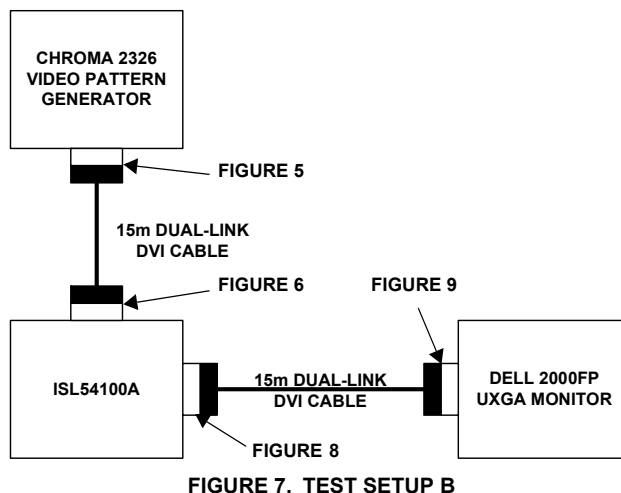 CHROMA 2326
VIDEO PATTERN
GENERATOR
FIGURE 5
15m DUAL-LINK
DVI CABLE
FIGURE 6
FIGURE 9
ISL54100A
15m DUAL-LINK
DVI CABLE
DELL 2000FP
UXGA MONITOR
FIGURE 8
FIGURE 7. TEST SETUP B